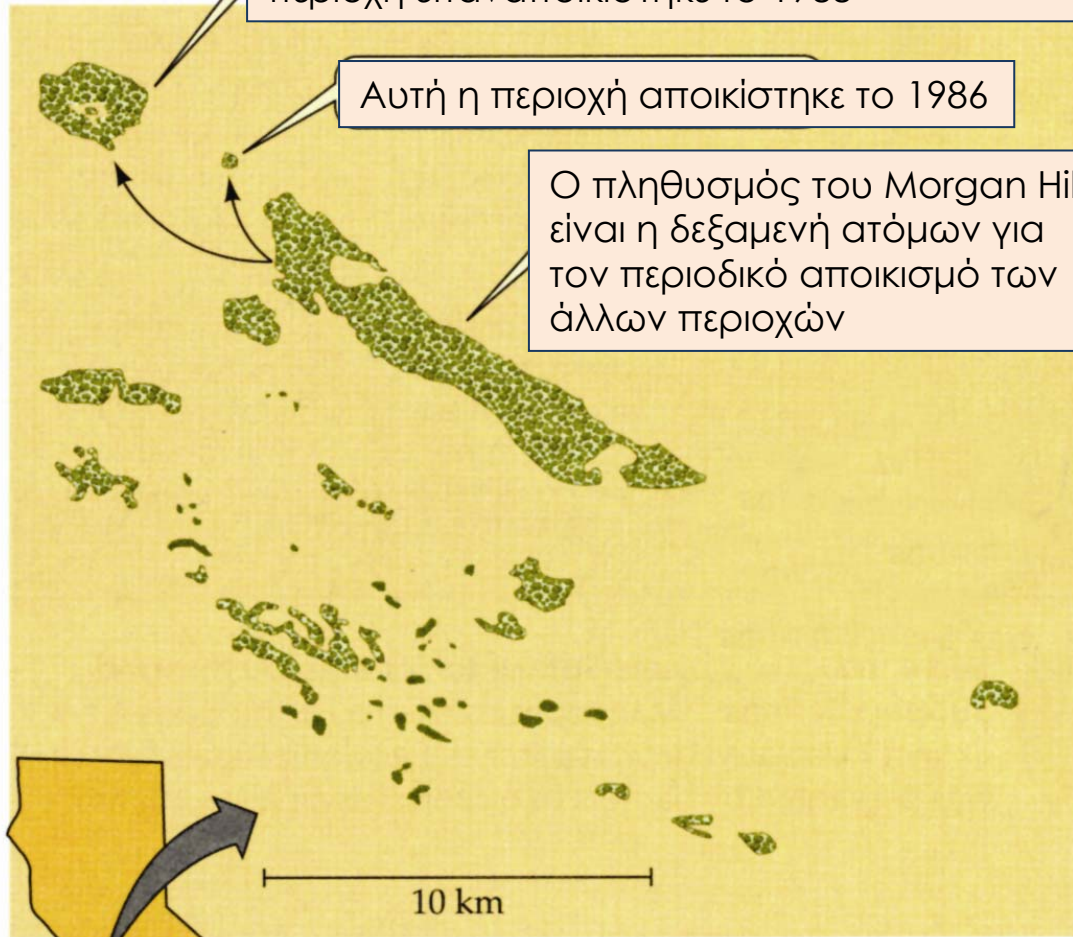 Αυτή η περιοχή αποικίστηκε το 1986
Ο πληθυσμός του Morgan Hil
είναι η δεξαμενή ατόμων για
τον περιοδικό αποικισμό των
άλλων περιοχών
10 km